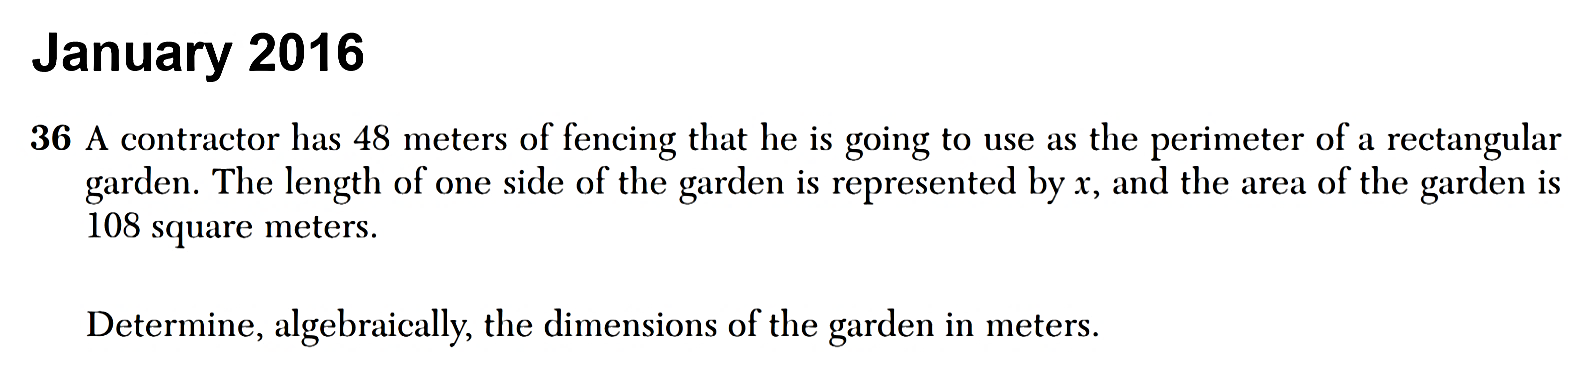 January 2016
36 A contractor has 48 meters of fencing that he is going to use as the perimeter of a rectangular
garden. The length of one side of the garden is represented by x, and the area of the garden is
108 square meters.
Determine, algebraically, the dimensions of the garden in meters.